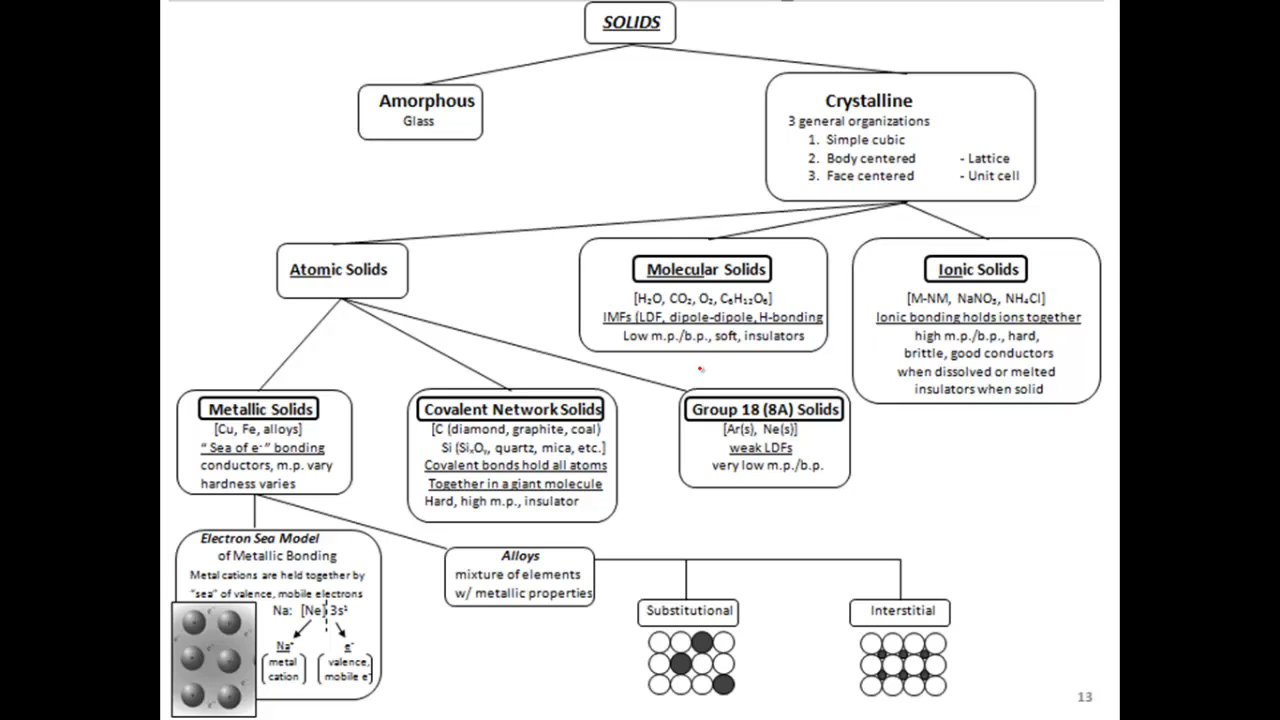 SOLIDS
Amorphous
Glass
Crystalline
3 general organizations
1. Simple cubic
2. Body centered - Lattice
3. Face centered - Unit cell
Atomic Solids
Molecular Solids
[H₂O, CO₂, O₂, C₆H₁₂O₆]
IMFs (LDF, dipole-dipole, H-bonding
Low m.p./b.p., soft, insulators
Ionic Solids
[M-NM, NaNO₃, NH₄Cl]
Ionic bonding holds ions together
high m.p./b.p., hard,
brittle, good conductors
when dissolved or melted
insulators when solid
Metallic Solids
[Cu, Fe, alloys]
"Sea of e⁻" bonding
conductors, m.p. vary
hardness varies
Covalent Network Solids
[C (diamond, graphite, coal)
Si (SiₓOᵧ, quartz, mica, etc.]
Covalent bonds hold all atoms
Together in a giant molecule
Hard, high m.p., insulator
Group 18 (8A) Solids
[Ar(s), Ne(s)]
weak LDFs
very low m.p./b.p.
Electron Sea Model
of Metallic Bonding
Metal cations are held together by
"sea" of valence, mobile electrons
Na: [Ne] 3s¹
Na⁺ e⁻
metal valence,
cation mobile e⁻
Alloys
mixture of elements
w/ metallic properties
Substitutional
Interstitial
13